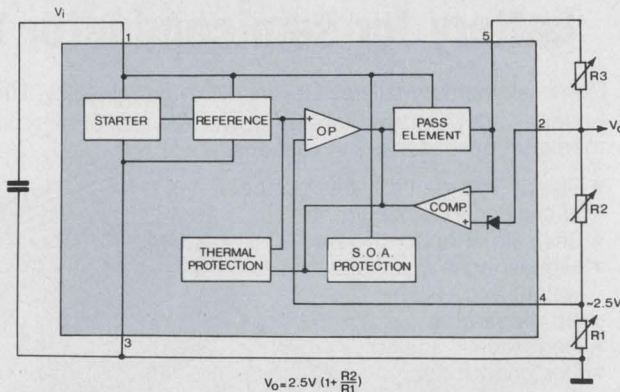 Vi
1
5
R3
STARTER
REFERENCE
+
OP
−
PASS
ELEMENT
2
Vo
−
COMP.
+
R2
THERMAL
PROTECTION
S.O.A.
PROTECTION
4
~2.5V
R1
3
Vo = 2.5V (1+ R2/R1)